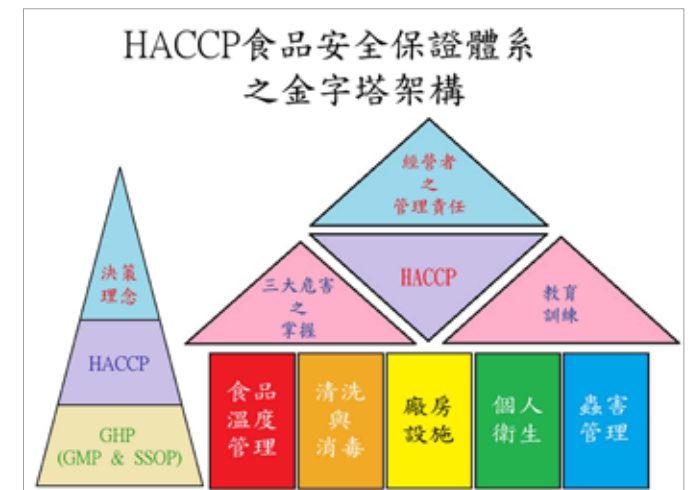 HACCP食品安全保證體系
之金字塔架構
決策
理念
HACCP
GHP
(GMP & SSOP)
經營者
之
管理責任
三大危害
之
掌握
HACCP
教育
訓練
食品
溫度
管理
清洗
與
消毒
廠房
設施
個人
衛生
蟲害
管理